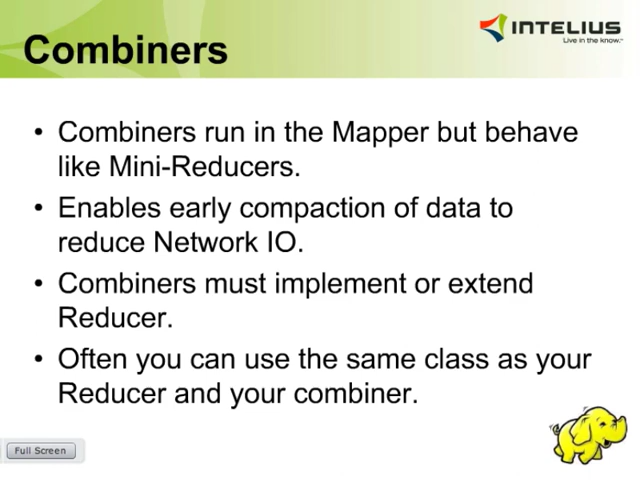 Combiners
INTELIUS
Live in the know.™
• Combiners run in the Mapper but behave
like Mini-Reducers.
• Enables early compaction of data to
reduce Network IO.
• Combiners must implement or extend
Reducer.
• Often you can use the same class as your
Reducer and your combiner.
Full Screen